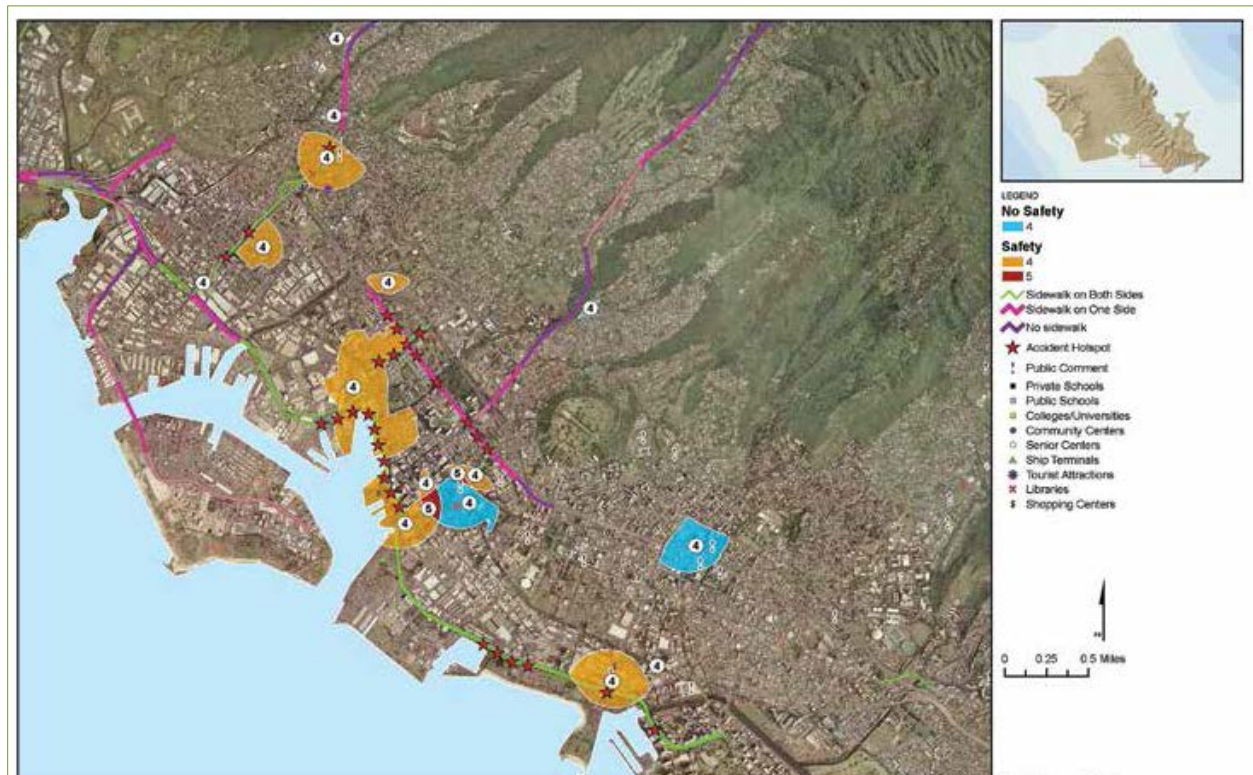 4
4
4
4
4
4
4
4
4
5
4
4
5
4
4
4
4
4
LEGEND
No Safety
4
Safety
4
5
Sidewalk on Both Sides
Sidewalk on One Side
No sidewalk
Accident Hotspot
Public Comment
Private Schools
Public Schools
Colleges/Universities
Community Centers
Senior Centers
Ship Terminals
Tourist Attractions
Libraries
Shopping Centers
N
0 0.25 0.5 Miles